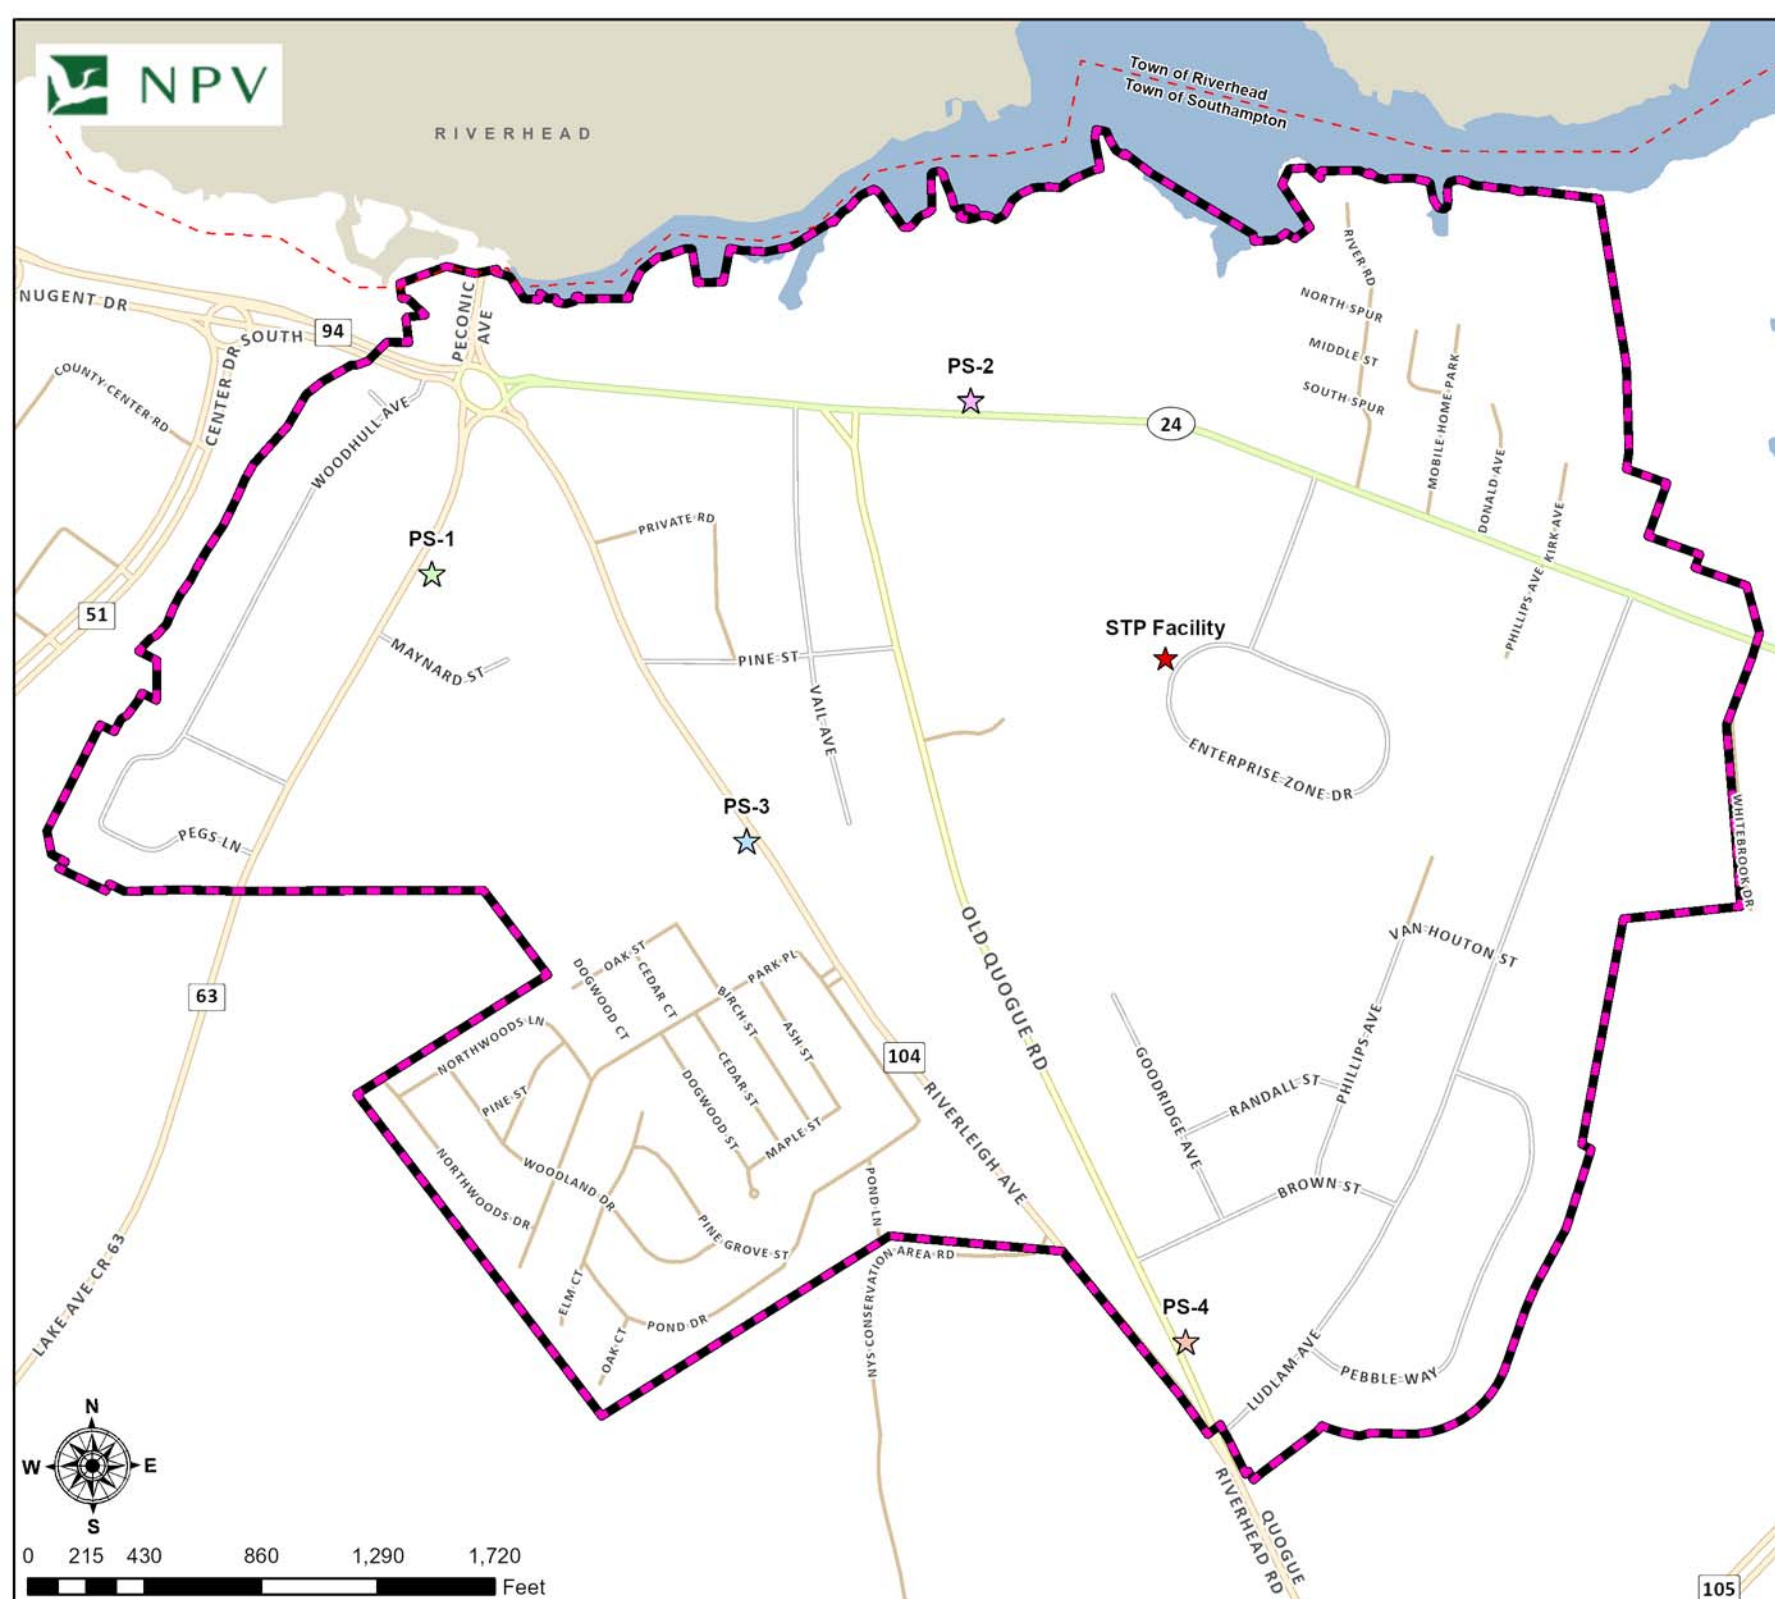 NPV
Town of Riverhead
Town of Southampton
RIVERHEAD
NUGENT DR
SOUTH
94
PECONIC
AVE
CENTER DR
COUNTY CENTER RD
WOODHULL AVE
51
PS-1
PS-2
24
RIVER RD
NORTH SPUR
MIDDLE ST
SOUTH SPUR
MOBILE HOME PARK
DONALD AVE
KIRK AVE
PHILLIPS AVE
PRIVATE RD
MAYNARD ST
PINE ST
VAIL AVE
STP Facility
ENTERPRISE ZONE DR
PEGS LN
PS-3
WHITEBROOK DR
OLD QUOGUE RD
VAN HOUTON ST
63
OAK ST
DOGWOOD CT
CEDAR CT
PARK PL
BIRCH ST
ASH ST
NORTHWOODS LN
PINE ST
CEDAR ST
DOGWOOD ST
MAPLE ST
104
RIVERLEIGH AVE
GOODRIDGE AVE
RANDALL ST
PHILLIPS AVE
BROWN ST
NORTHWOODS DR
WOODLAND DR
PINE GROVE ST
POND LN
NYS CONSERVATION AREA RD
ELM CT
OAK CT
POND DR
LAKE AVE CR 63
PS-4
LUDLAM AVE
PEBBLE WAY
RIVERHEAD RD
QUOGUE
105
N
W E
S
0 215 430 860 1,290 1,720
Feet